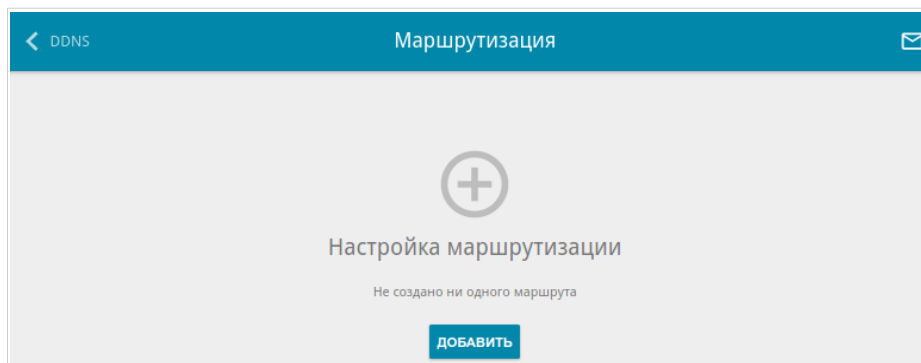 DDNS
Маршрутизация
Настройка маршрутизации
Не создано ни одного маршрута
ДОБАВИТЬ